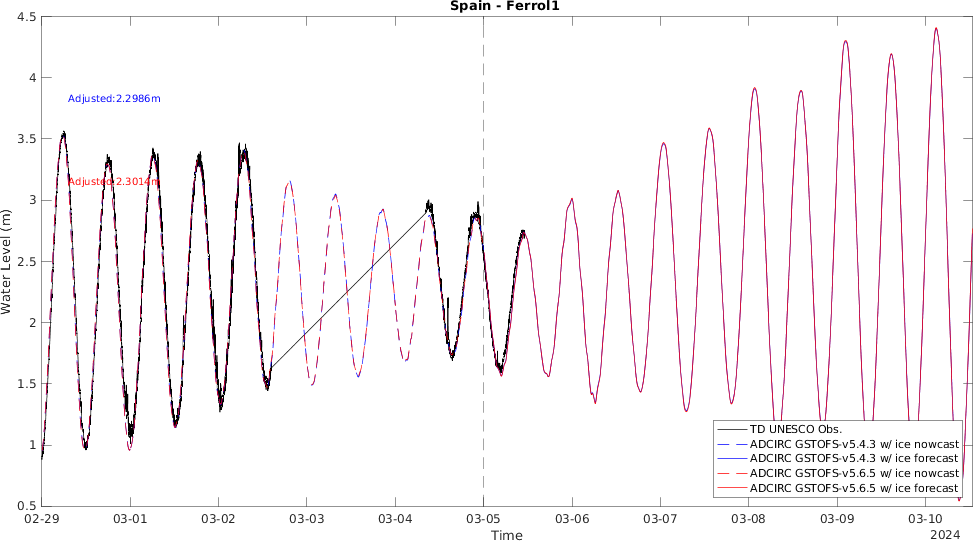 Spain - Ferrol1
4.5
4
3.5
3
2.5
2
1.5
1
0.5
Water Level (m)
Adjusted:2.2986m
Adjusted:2.3014m
TD UNESCO Obs.
ADCIRC GSTOFS-v5.4.3 w/ ice nowcast
ADCIRC GSTOFS-v5.4.3 w/ ice forecast
ADCIRC GSTOFS-v5.6.5 w/ ice nowcast
ADCIRC GSTOFS-v5.6.5 w/ ice forecast
02-29 03-01 03-02 03-03 03-04 03-05 03-06 03-07 03-08 03-09 03-10
Time
2024